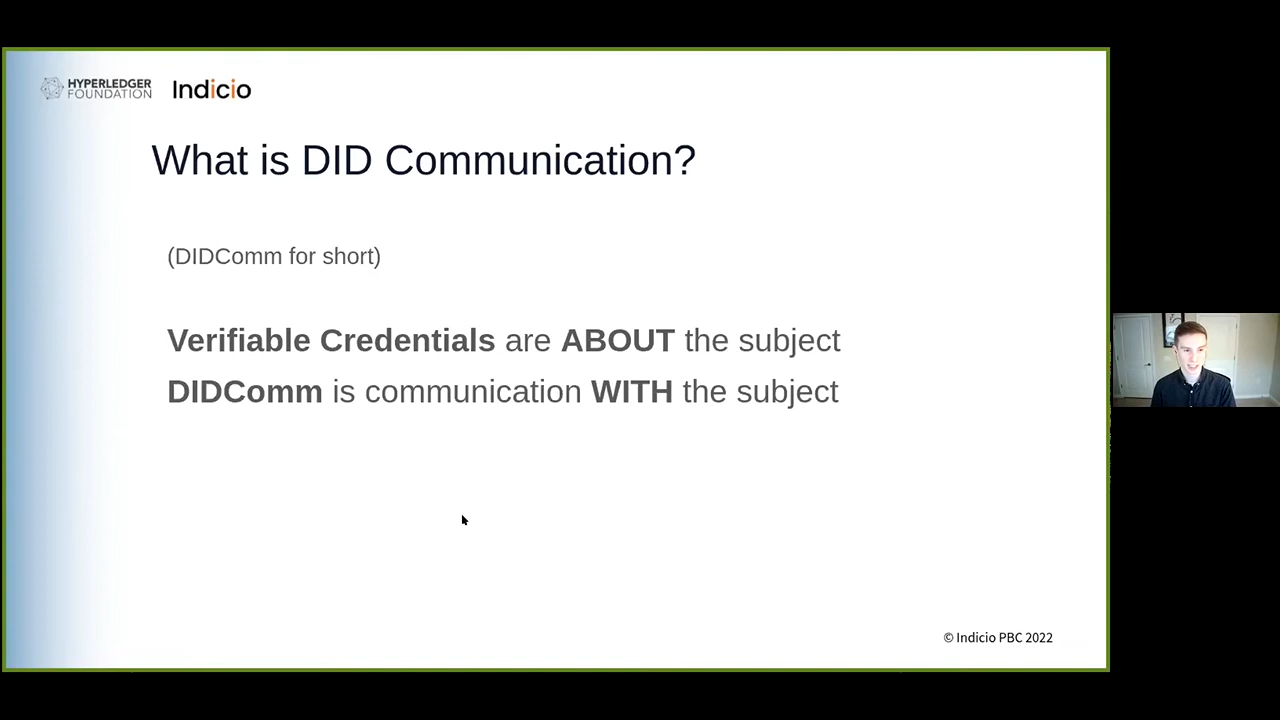 HYPERLEDGER
FOUNDATION
Indicio
What is DID Communication?
(DIDComm for short)
Verifiable Credentials are ABOUT the subject
DIDComm is communication WITH the subject
© Indicio PBC 2022